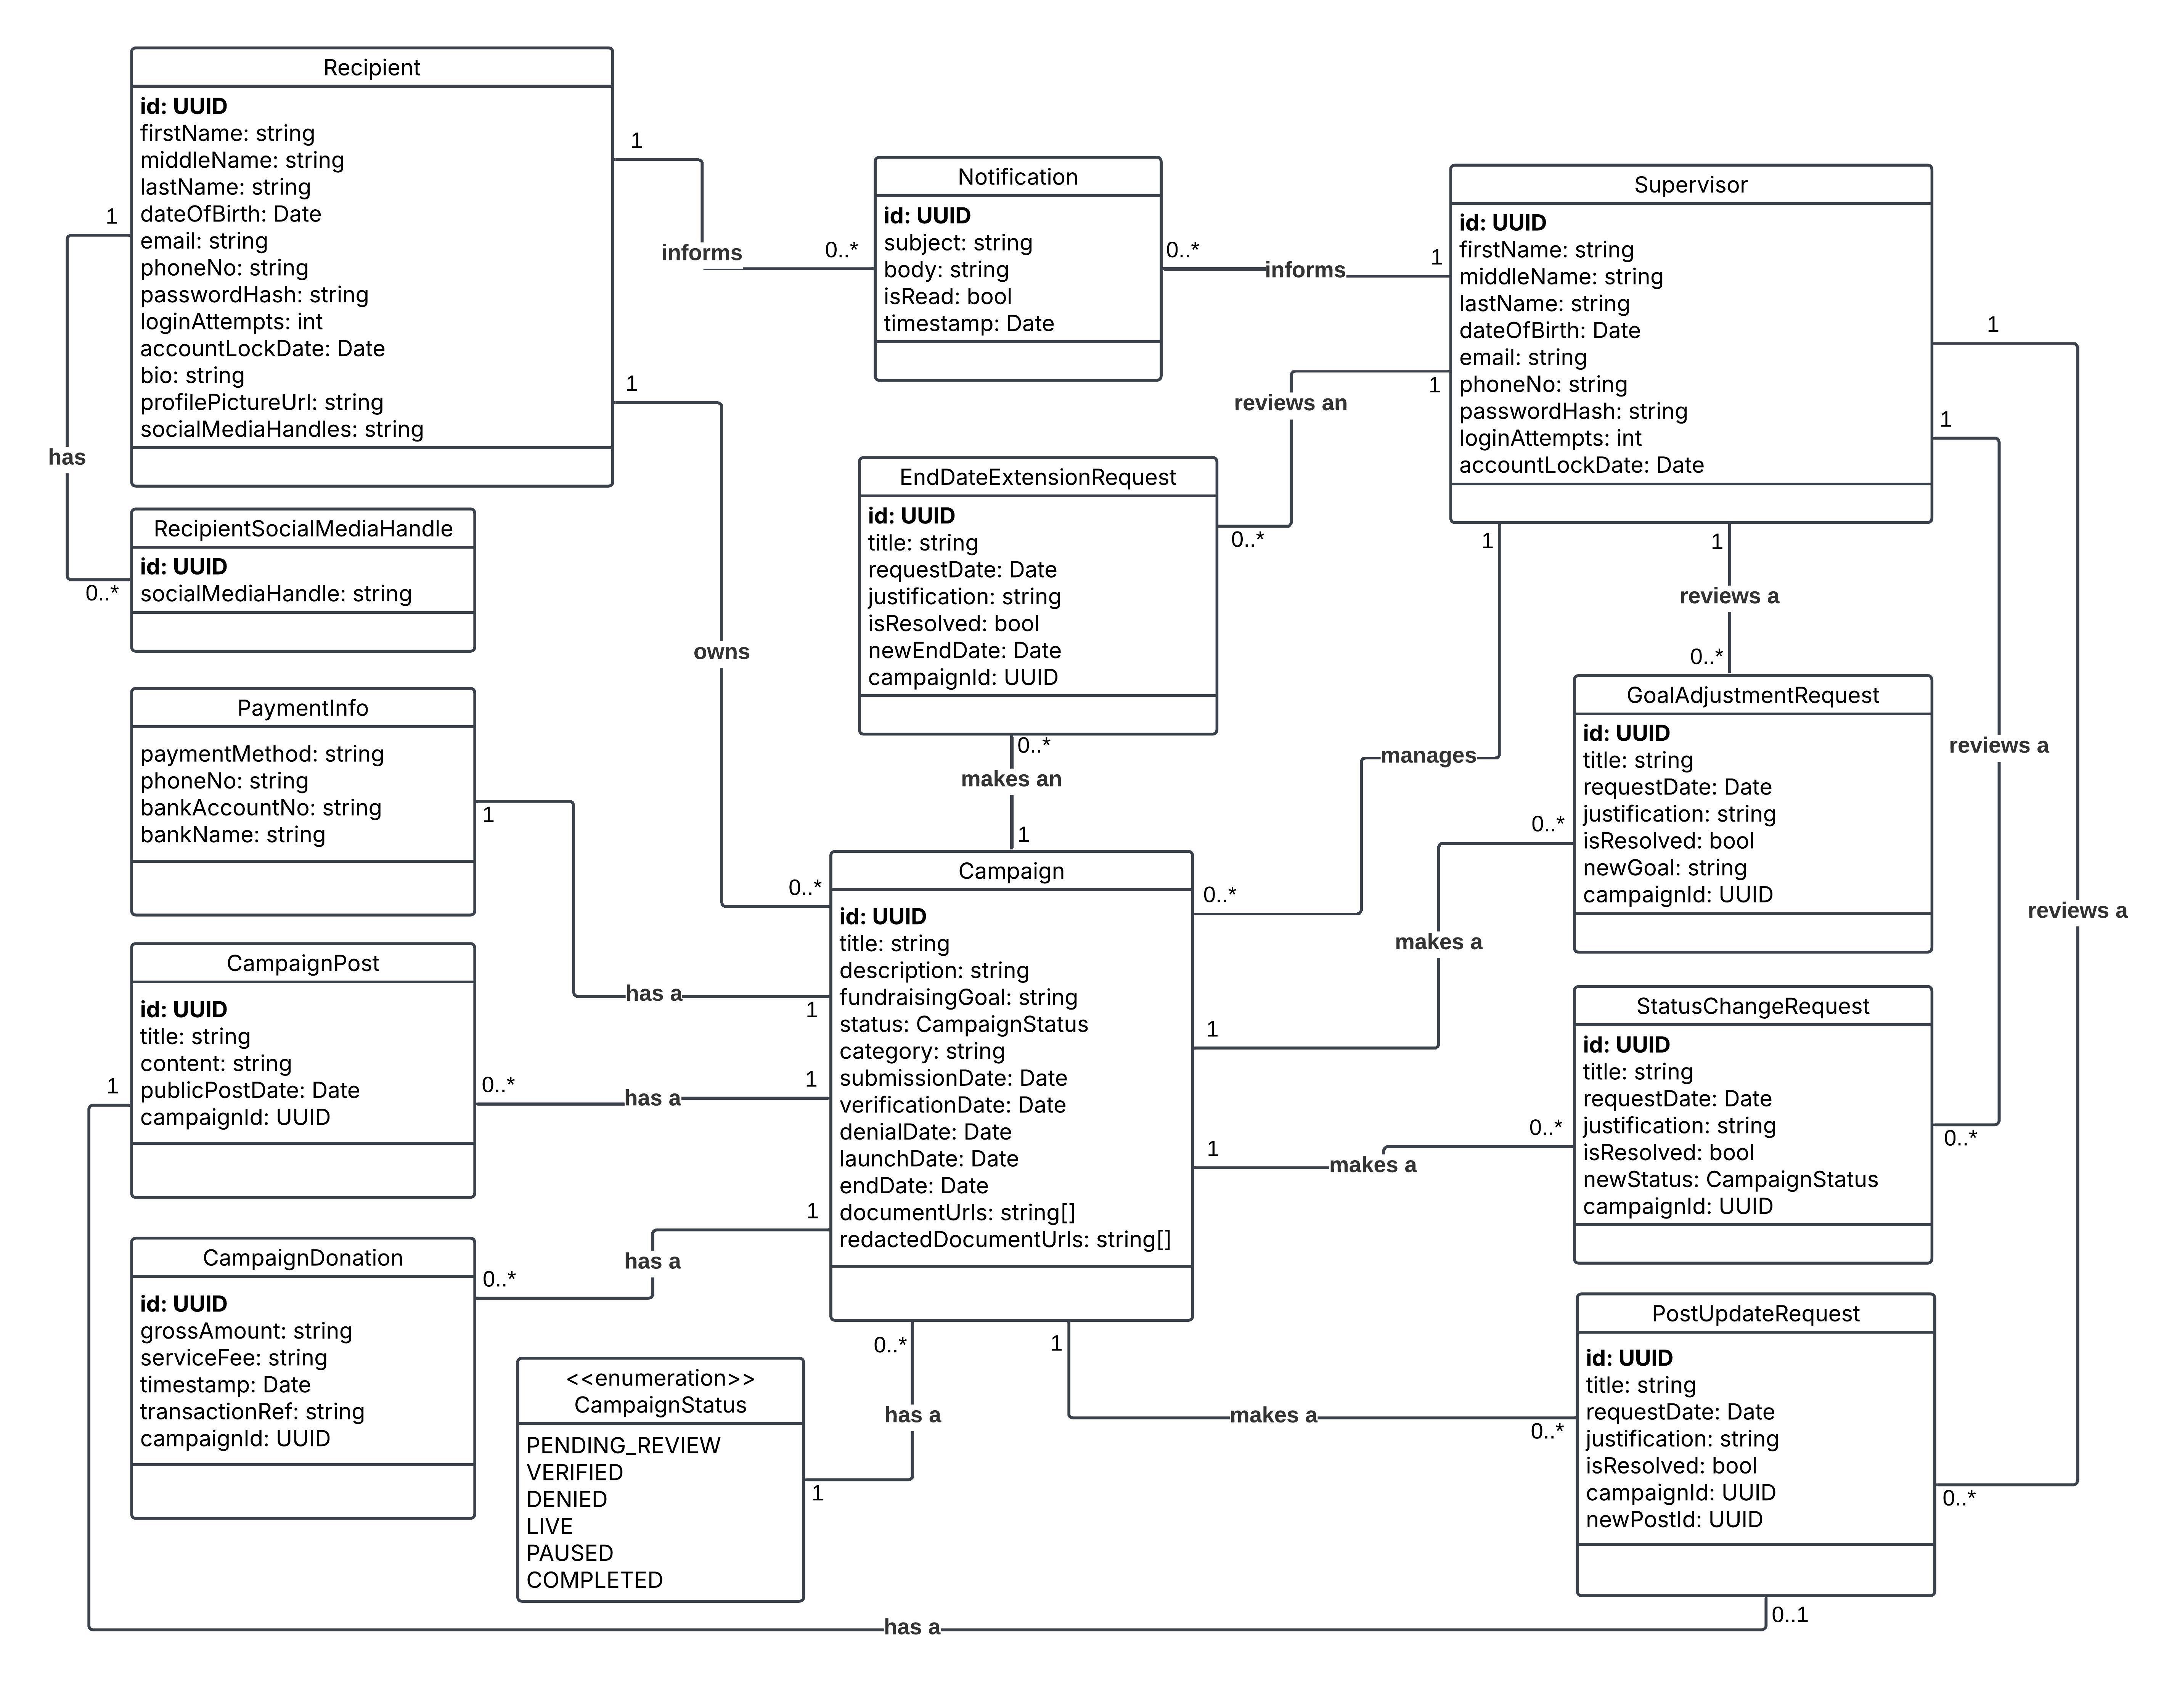 Recipient
id: UUID
firstName: string
middleName: string
lastName: string
dateOfBirth: Date
email: string
phoneNo: string
passwordHash: string
loginAttempts: int
accountLockDate: Date
bio: string
profilePictureUrl: string
socialMediaHandles: string
1
1
1
has
0..*
informs
0..*
Notification
id: UUID
subject: string
body: string
isRead: bool
timestamp: Date
0..*
informs
1
Supervisor
id: UUID
firstName: string
middleName: string
lastName: string
dateOfBirth: Date
email: string
phoneNo: string
passwordHash: string
loginAttempts: int
accountLockDate: Date
1
1
1
reviews an
0..*
EndDateExtensionRequest
id: UUID
title: string
requestDate: Date
justification: string
isResolved: bool
newEndDate: Date
campaignId: UUID
0..*
makes an
1
RecipientSocialMediaHandle
id: UUID
socialMediaHandle: string
owns
0..*
1
manages
0..*
1
reviews a
0..*
GoalAdjustmentRequest
id: UUID
title: string
requestDate: Date
justification: string
isResolved: bool
newGoal: string
campaignId: UUID
reviews a
reviews a
PaymentInfo
paymentMethod: string
phoneNo: string
bankAccountNo: string
bankName: string
1
has a
1
Campaign
id: UUID
title: string
description: string
fundraisingGoal: string
status: CampaignStatus
category: string
submissionDate: Date
verificationDate: Date
denialDate: Date
launchDate: Date
endDate: Date
documentUrls: string[]
redactedDocumentUrls: string[]
0..*
makes a
1
CampaignPost
id: UUID
title: string
content: string
publicPostDate: Date
campaignId: UUID
1
0..*
has a
1
StatusChangeRequest
id: UUID
title: string
requestDate: Date
justification: string
isResolved: bool
newStatus: CampaignStatus
campaignId: UUID
0..*
makes a
1
0..*
CampaignDonation
id: UUID
grossAmount: string
serviceFee: string
timestamp: Date
transactionRef: string
campaignId: UUID
0..*
has a
1
<<enumeration>>
CampaignStatus
PENDING_REVIEW
VERIFIED
DENIED
LIVE
PAUSED
COMPLETED
0..*
has a
1
1
makes a
0..*
PostUpdateRequest
id: UUID
title: string
requestDate: Date
justification: string
isResolved: bool
campaignId: UUID
newPostId: UUID
0..*
0..1
has a